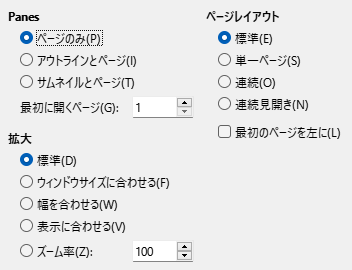 Panes
ページのみ(P)
アウトラインとページ(I)
サムネイルとページ(T)
最初に開くページ(G): 1
拡大
標準(D)
ウィンドウサイズに合わせる(F)
幅を合わせる(W)
表示に合わせる(V)
ズーム率(Z): 100
ページレイアウト
標準(E)
単一ページ(S)
連続(O)
連続見開き(N)
最初のページを左に(L)